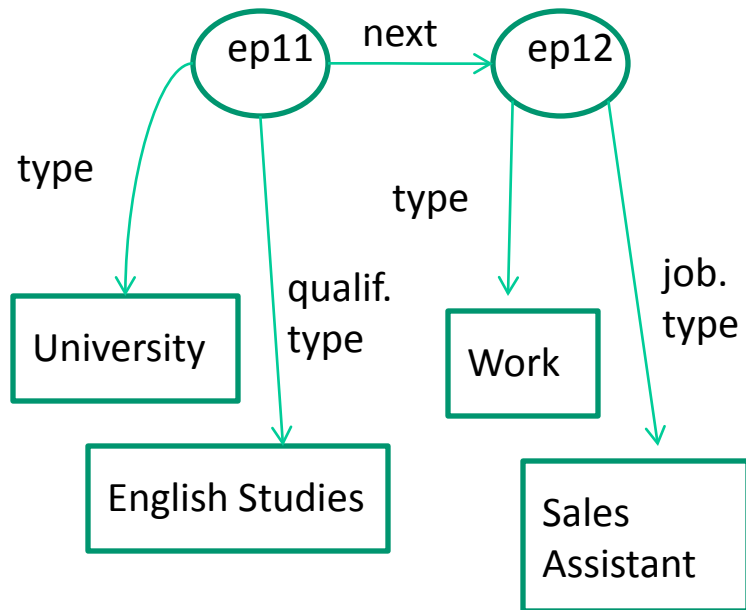 ep11
next
ep12
type
type
qualif.
type
job.
type
University
Work
English Studies
Sales
Assistant